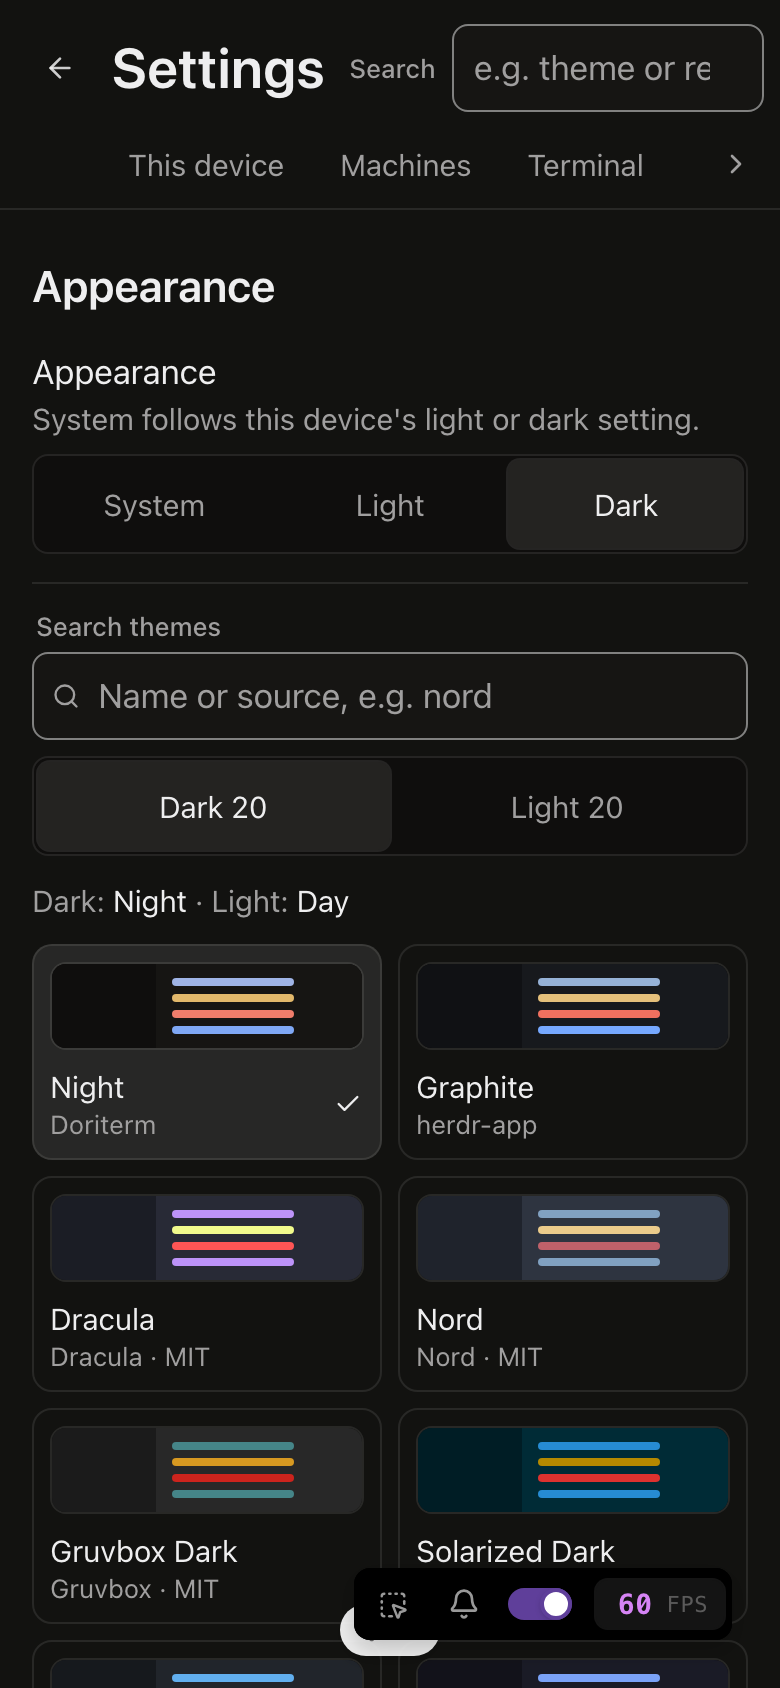 Settings Search e.g. theme or re
This device Machines Terminal
Appearance
Appearance
System follows this device's light or dark setting.
System Light Dark
Search themes
Name or source, e.g. nord
Dark 20 Light 20
Dark: Night · Light: Day
Night
Doriterm
Graphite
herdr-app
Dracula
Dracula · MIT
Nord
Nord · MIT
Gruvbox Dark
Gruvbox · MIT
Solarized Dark
60 FPS